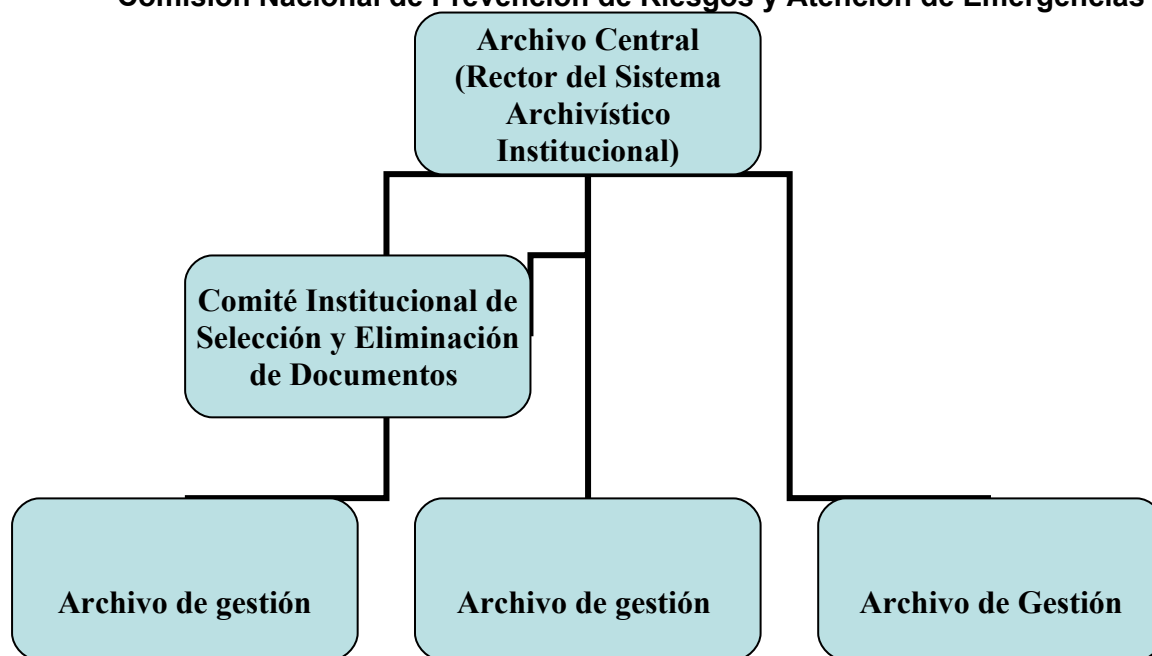 Comisión Nacional de Prevención de Riesgos y Atención de Emergencias
Archivo Central
(Rector del Sistema
Archivístico
Institucional)
Comité Institucional de
Selección y Eliminación
de Documentos
Archivo de gestión
Archivo de gestión
Archivo de Gestión